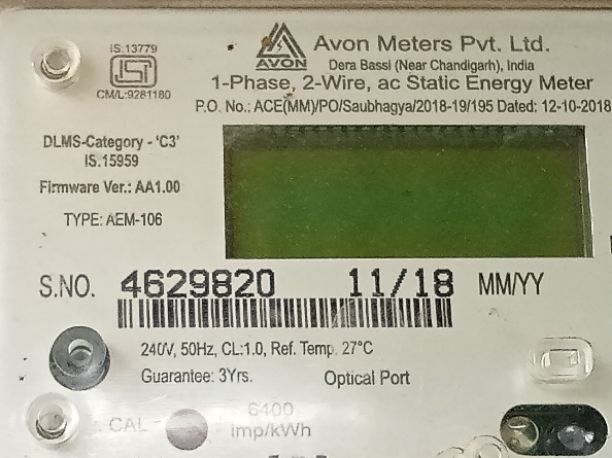 IS:13779
ISI
CM/L:9281180
AVON
Avon Meters Pvt. Ltd.
Dera Bassi (Near Chandigarh), India
1-Phase, 2-Wire, ac Static Energy Meter
P.O. No.: ACE(MM)/PO/Saubhagya/2018-19/195 Dated: 12-10-2018
DLMS-Category - 'C3'
IS.15959
Firmware Ver.: AA1.00
TYPE: AEM-106
S.NO. 4629820 11/18 MM/YY
240V, 50Hz, CL:1.0, Ref. Temp. 27°C
Guarantee: 3Yrs. Optical Port
CAL 6400
imp/kWh